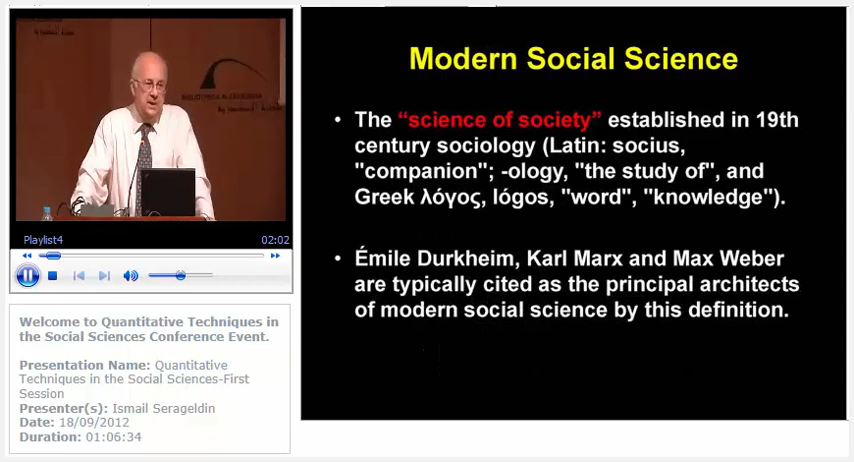 BIBLIOTHECA ALEXANDRINA
Playlist4
02:02
Welcome to Quantitative Techniques in
the Social Sciences Conference Event.
Presentation Name: Quantitative
Techniques in the Social Sciences-First
Session
Presenter(s): Ismail Serageldin
Date: 18/09/2012
Duration: 01:06:34
Modern Social Science
• The “science of society” established in 19th
century sociology (Latin: socius,
"companion"; -ology, "the study of", and
Greek λόγος, lógos, "word", "knowledge").
• Émile Durkheim, Karl Marx and Max Weber
are typically cited as the principal architects
of modern social science by this definition.